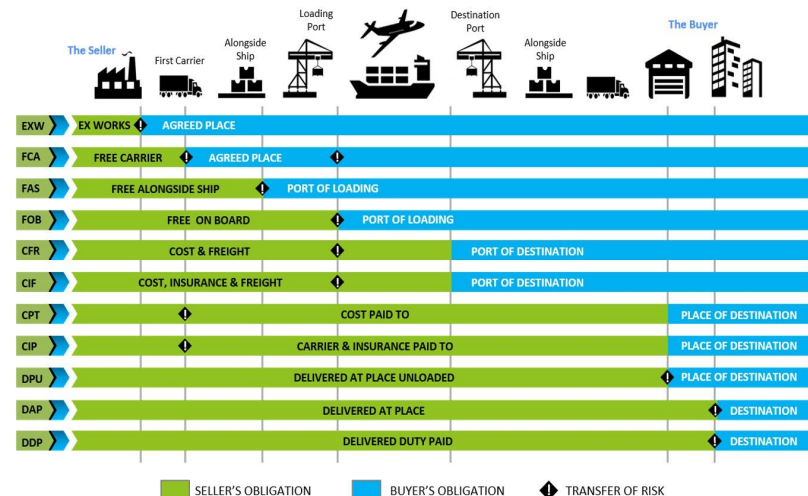 Loading
Port
Destination
Port
The Seller
The Buyer
First Carrier
Alongside
Ship
Alongside
Ship
EXW EX WORKS ! AGREED PLACE
FCA FREE CARRIER ! AGREED PLACE !
FAS FREE ALONGSIDE SHIP ! PORT OF LOADING
FOB FREE ON BOARD ! PORT OF LOADING
CFR COST & FREIGHT ! PORT OF DESTINATION
CIF COST, INSURANCE & FREIGHT ! PORT OF DESTINATION
CPT ! COST PAID TO PLACE OF DESTINATION
CIP ! CARRIER & INSURANCE PAID TO PLACE OF DESTINATION
DPU DELIVERED AT PLACE UNLOADED ! PLACE OF DESTINATION
DAP DELIVERED AT PLACE ! DESTINATION
DDP DELIVERED DUTY PAID ! DESTINATION
SELLER'S OBLIGATION BUYER'S OBLIGATION ! TRANSFER OF RISK